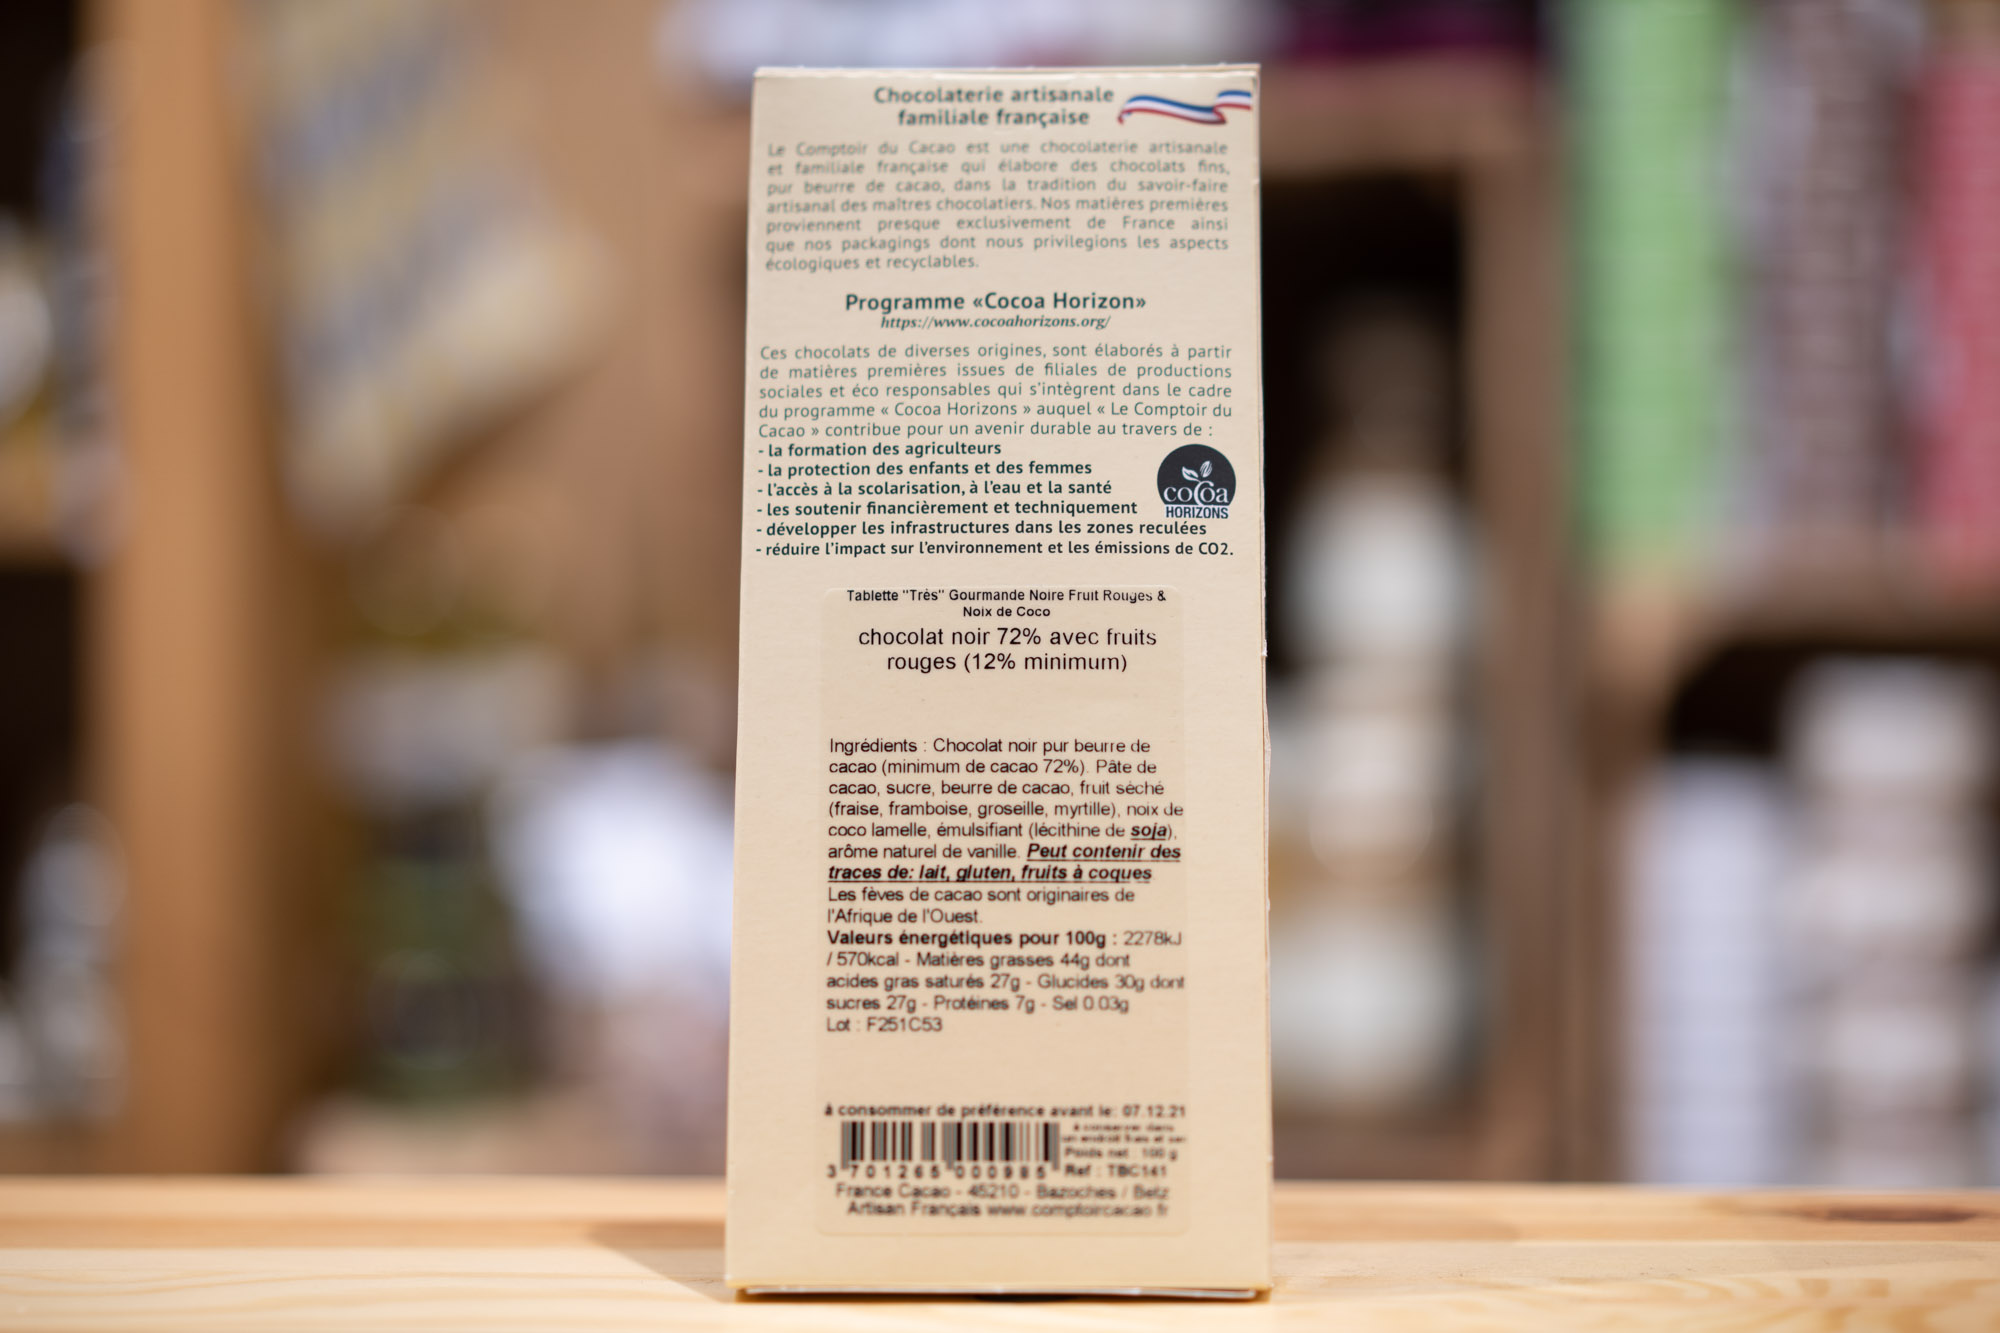 Chocolaterie artisanale
familiale française
Le Comptoir du Cacao est une chocolaterie artisanale
et familiale française qui élabore des chocolats fins,
pur beurre de cacao, dans la tradition du savoir-faire
artisanal des maîtres chocolatiers. Nos matières premières
proviennent presque exclusivement de France ainsi
que nos packagings dont nous privilegions les aspects
écologiques et recyclables.
Programme «Cocoa Horizon»
https://www.cocoahorizons.org/
Ces chocolats de diverses origines, sont élaborés à partir
de matières premières issues de filiales de productions
sociales et éco responsables qui s'intègrent dans le cadre
du programme « Cocoa Horizons » auquel « Le Comptoir du
Cacao » contribue pour un avenir durable au travers de :
- la formation des agriculteurs
- la protection des enfants et des femmes
- l'accès à la scolarisation, à l'eau et la santé
- les soutenir financièrement et techniquement
- développer les infrastructures dans les zones reculées
- réduire l'impact sur l'environnement et les émissions de CO2.
cocoa
HORIZONS
Tablette "Très" Gourmande Noire Fruit Rouges &
Noix de Coco
chocolat noir 72% avec fruits
rouges (12% minimum)
Ingrédients : Chocolat noir pur beurre de
cacao (minimum de cacao 72%). Pâte de
cacao, sucre, beurre de cacao, fruit séché
(fraise, framboise, groseille, myrtille), noix de
coco lamelle, émulsifiant (lécithine de soja),
arôme naturel de vanille. Peut contenir des
traces de: lait, gluten, fruits à coques
Les fèves de cacao sont originaires de
l'Afrique de l'Ouest.
Valeurs énergétiques pour 100g : 2278kJ
/ 570kcal - Matières grasses 44g dont
acides gras saturés 27g - Glucides 30g dont
sucres 27g - Protéines 7g - Sel 0.03g
Lot : F251C53
à consommer de préférence avant le: 07.12.21
à conserver dans
un endroit frais et sec
Poids net : 100 g
3 701265 000985
Ref : TBC141
France Cacao - 45210 - Bazoches / Betz
Artisan Français www.comptoircacao.fr